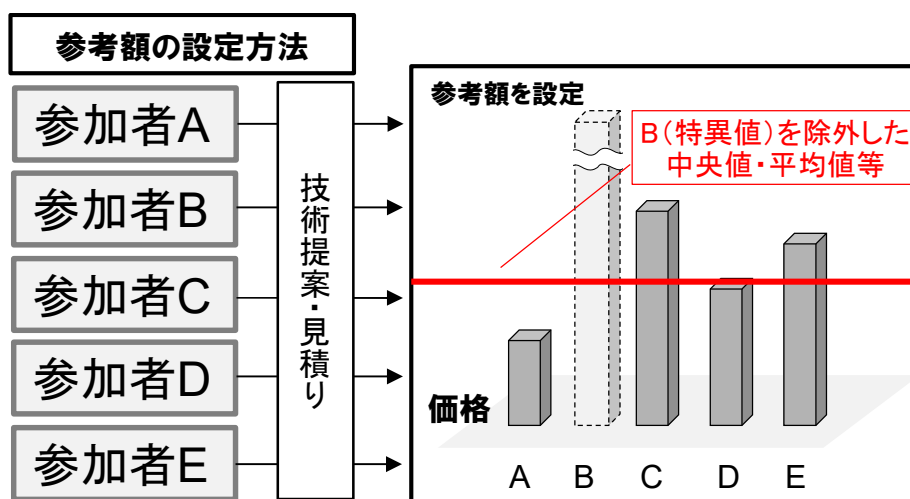 参考額の設定方法
参加者A
参加者B
参加者C
参加者D
参加者E
技術提案・見積り
参考額を設定
B(特異値)を除外した
中央値・平均値等
価格
A B C D E